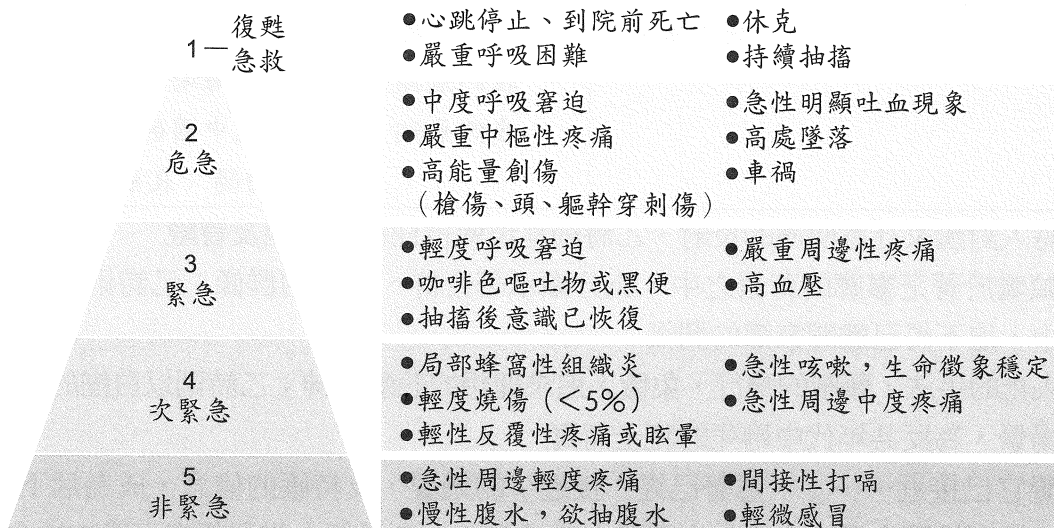 1 — 復甦
急救
●心跳停止、到院前死亡 ●休克
●嚴重呼吸困難 ●持續抽搐
2
危急
●中度呼吸窘迫 ●急性明顯吐血現象
●嚴重中樞性疼痛 ●高處墜落
●高能量創傷 ●車禍
（槍傷、頭、軀幹穿刺傷）
3
緊急
●輕度呼吸窘迫 ●嚴重周邊性疼痛
●咖啡色嘔吐物或黑便 ●高血壓
●抽搐後意識已恢復
4
次緊急
●局部蜂窩性組織炎 ●急性咳嗽，生命徵象穩定
●輕度燒傷（<5%） ●急性周邊中度疼痛
●輕性反覆性疼痛或眩暈
5
非緊急
●急性周邊輕度疼痛 ●間接性打嗝
●慢性腹水，欲抽腹水 ●輕微感冒